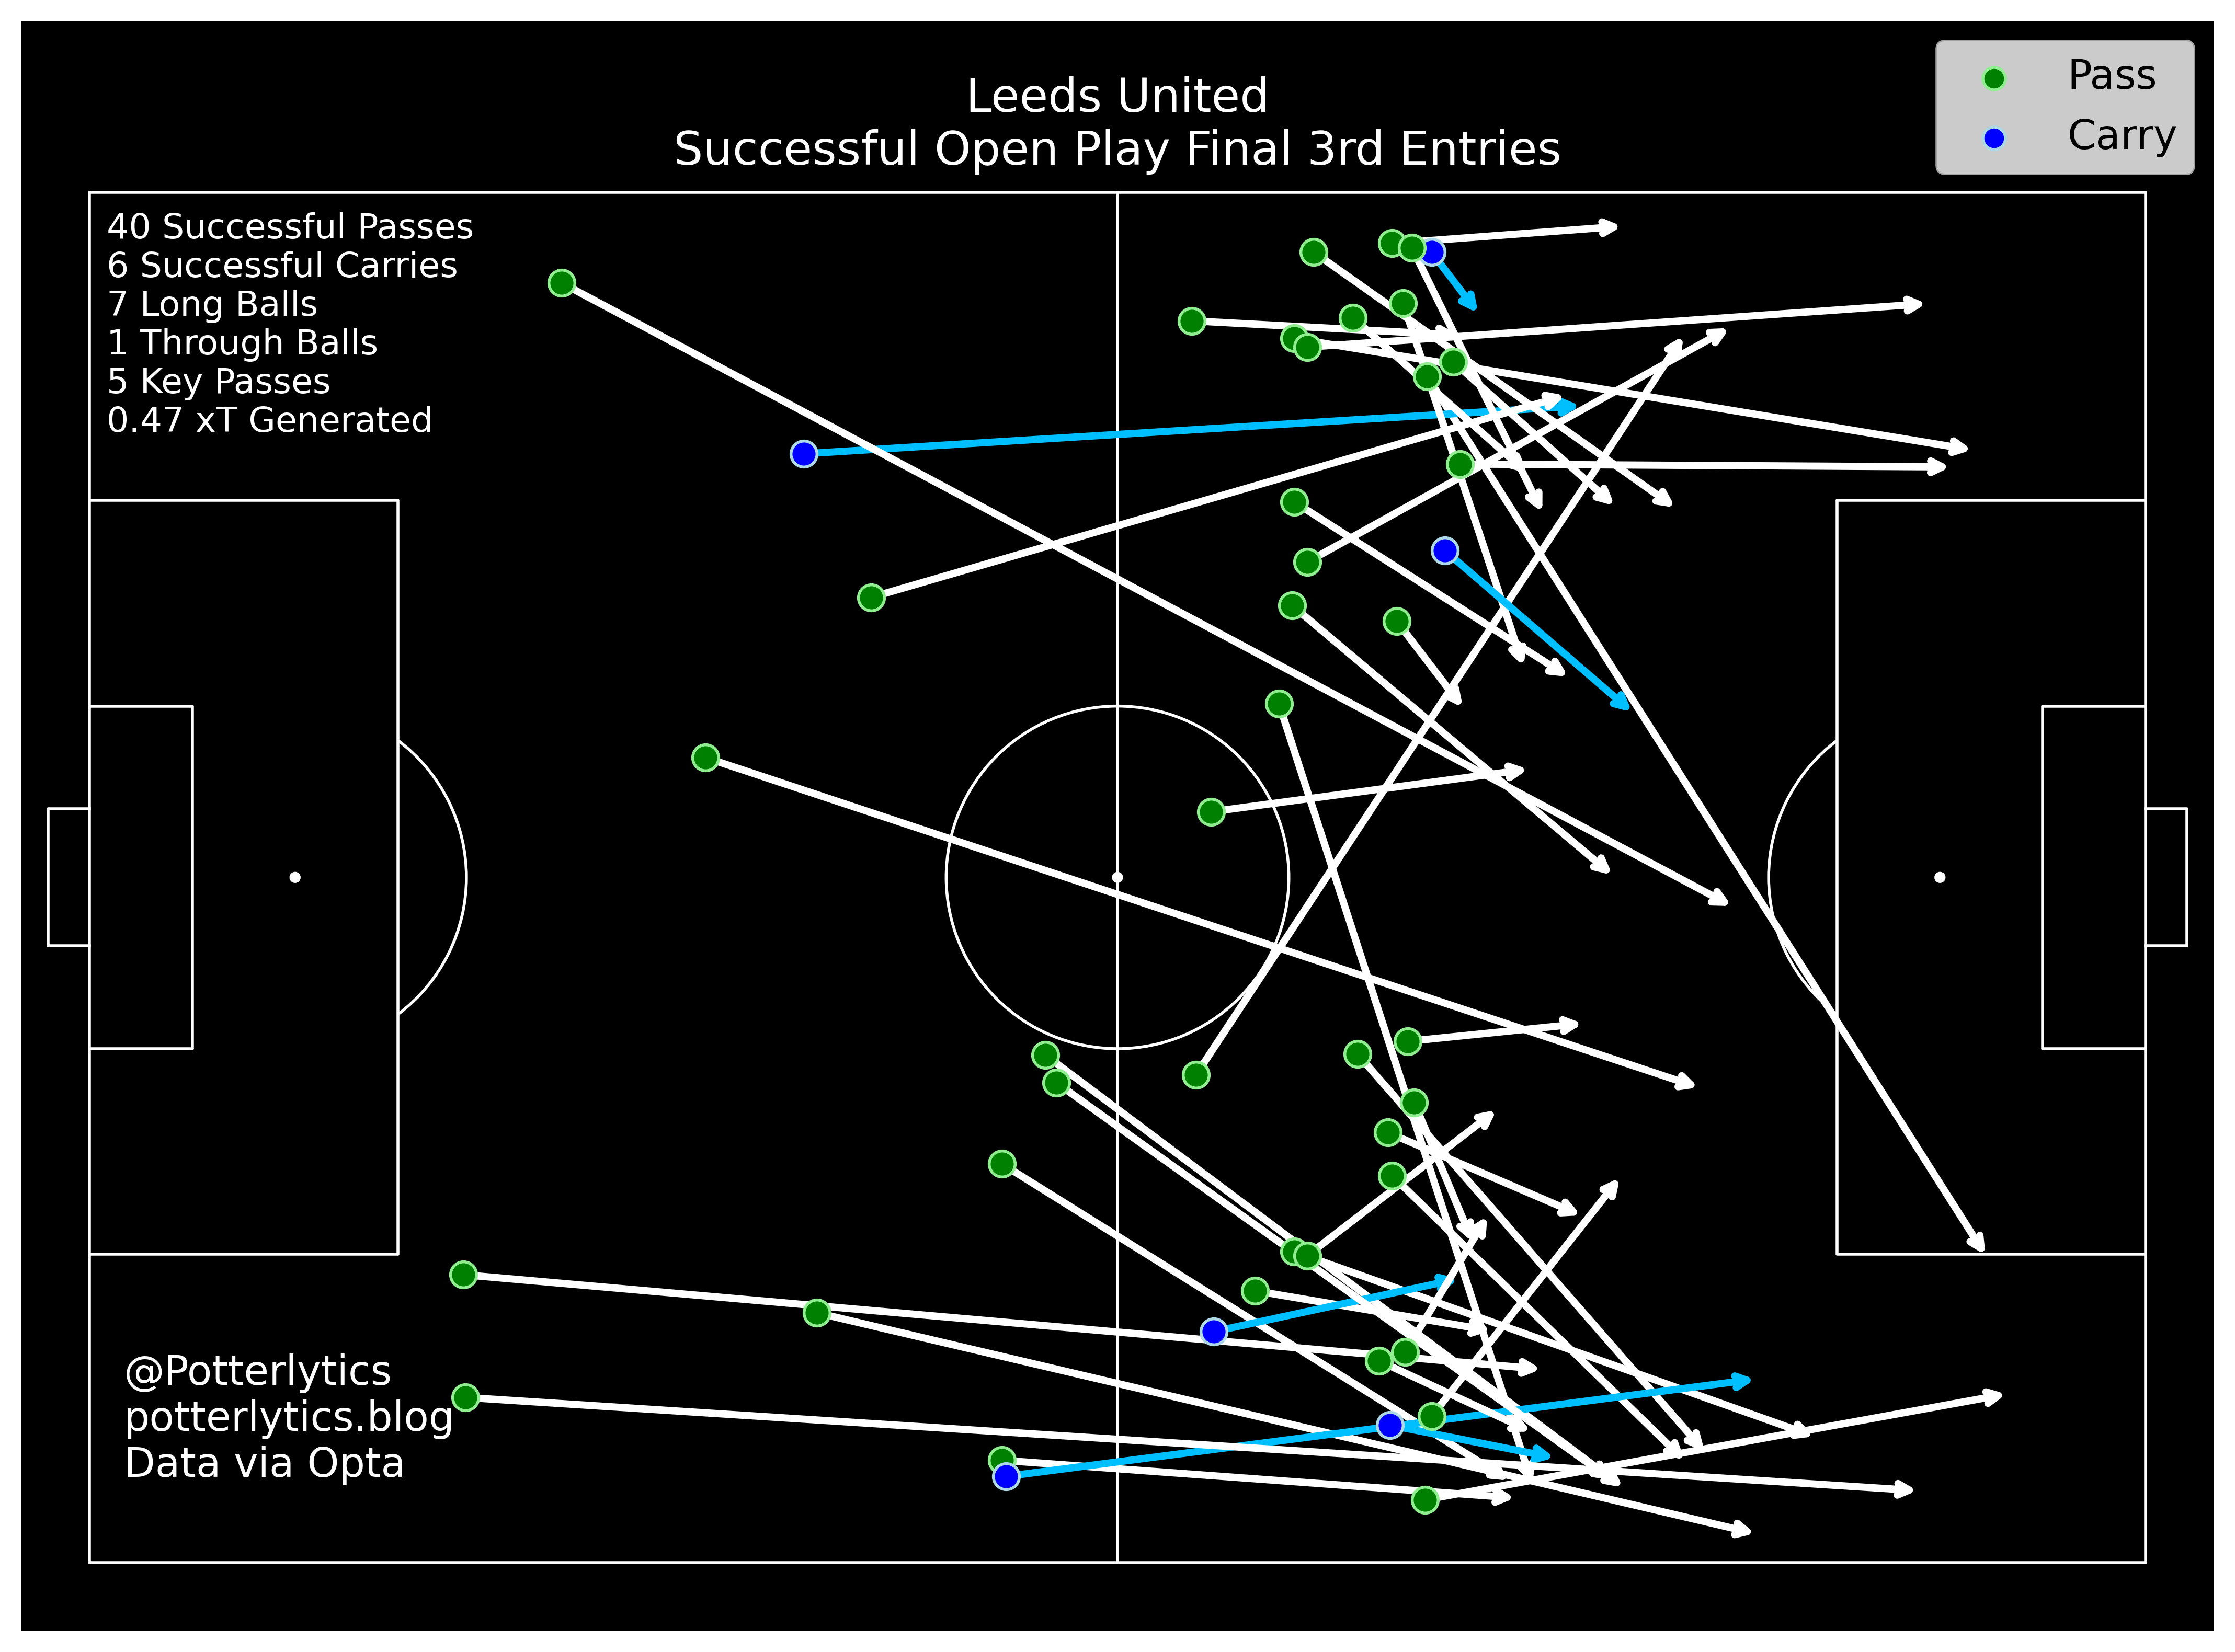 Leeds United
Successful Open Play Final 3rd Entries
Pass
Carry
40 Successful Passes
6 Successful Carries
7 Long Balls
1 Through Balls
5 Key Passes
0.47 xT Generated
@Potterlytics
potterlytics.blog
Data via Opta